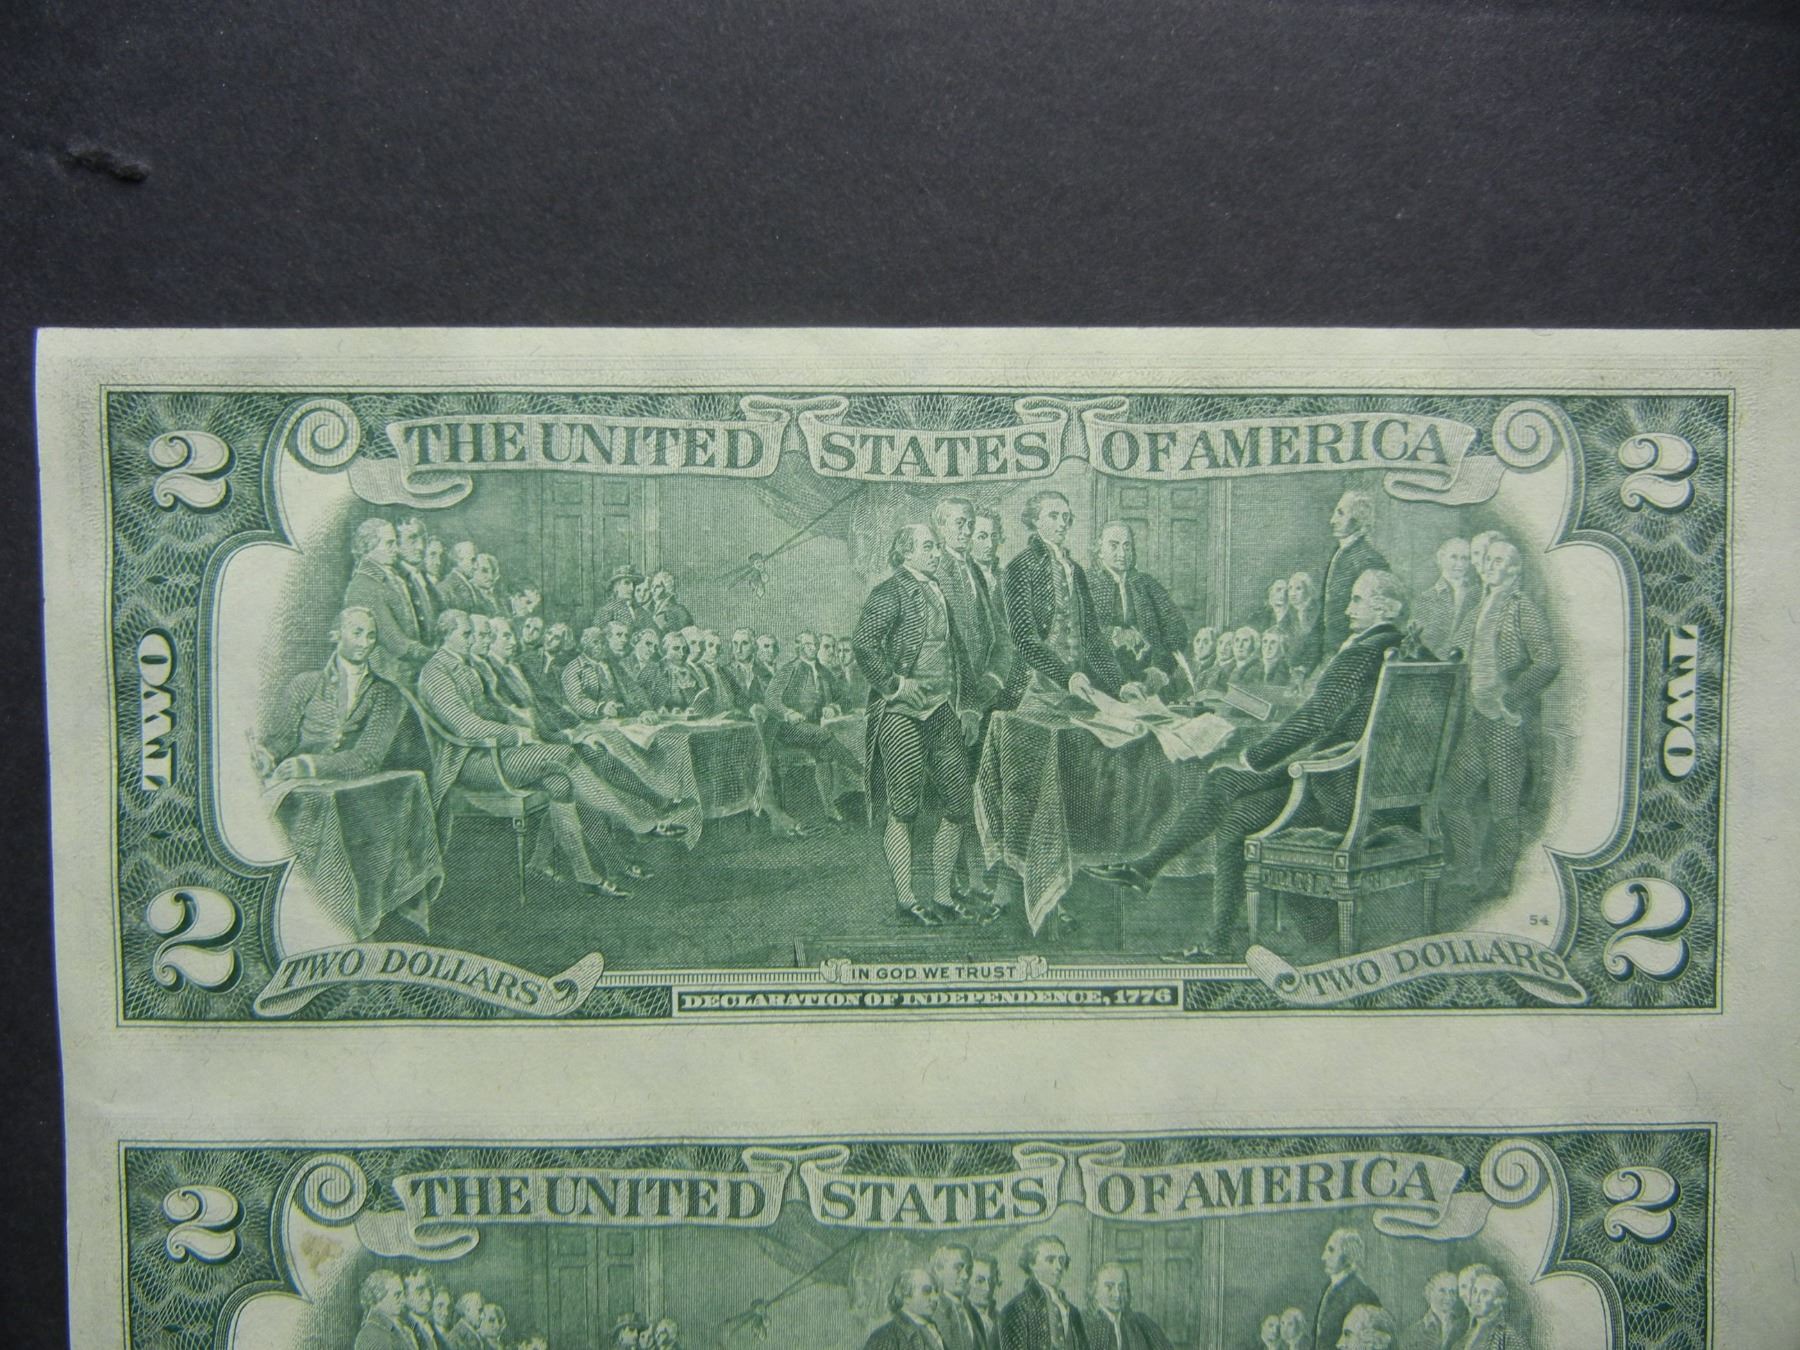 THE UNITED STATES OF AMERICA
2 2
TWO TWO
54
2 2
TWO DOLLARS IN GOD WE TRUST TWO DOLLARS
DECLARATION OF INDEPENDENCE, 1776
THE UNITED STATES OF AMERICA
2 2